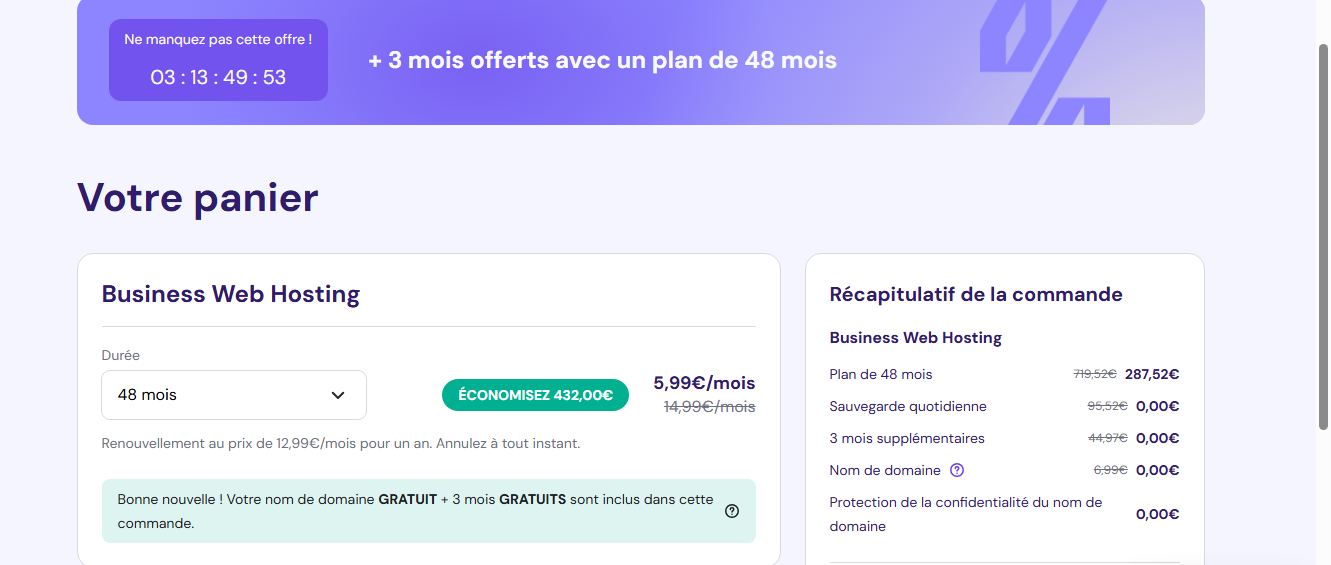 Ne manquez pas cette offre !
03 : 13 : 49 : 53
+ 3 mois offerts avec un plan de 48 mois
Votre panier
Business Web Hosting
Durée
48 mois
ÉCONOMISEZ 432,00€
5,99€/mois
14,99€/mois
Renouvellement au prix de 12,99€/mois pour un an. Annulez à tout instant.
Bonne nouvelle ! Votre nom de domaine GRATUIT + 3 mois GRATUITS sont inclus dans cette
commande.
Récapitulatif de la commande
Business Web Hosting
Plan de 48 mois 719,52€ 287,52€
Sauvegarde quotidienne 95,52€ 0,00€
3 mois supplémentaires 44,97€ 0,00€
Nom de domaine 6,99€ 0,00€
Protection de la confidentialité du nom de
domaine 0,00€